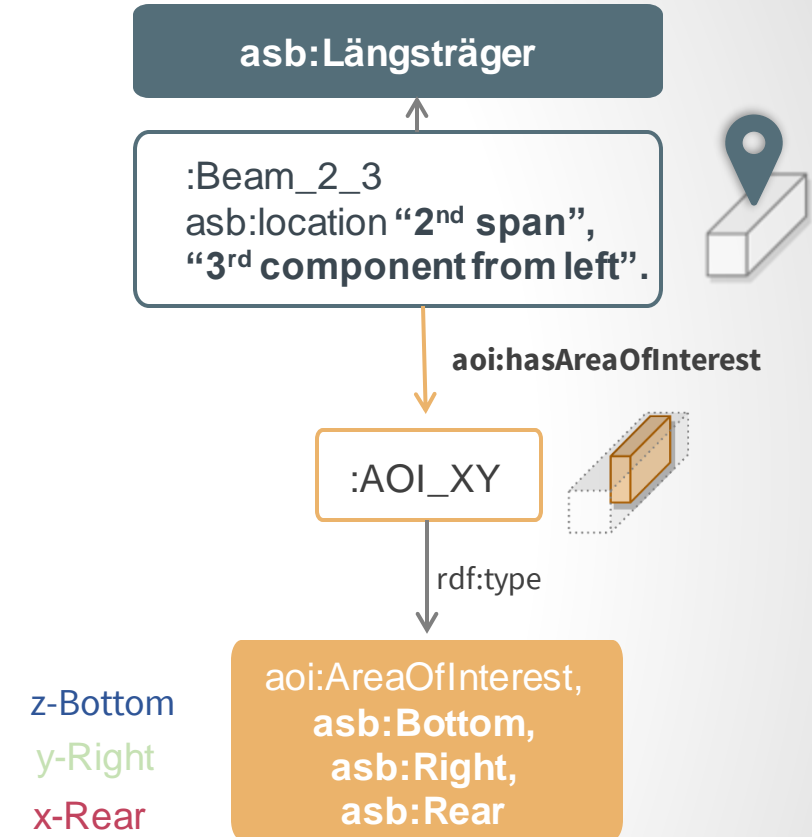 asb:Längsträger
:Beam_2_3
asb:location “2nd span”,
“3rd component from left”.
aoi:hasAreaOfInterest
:AOI_XY
rdf:type
aoi:AreaOfInterest,
asb:Bottom,
asb:Right,
asb:Rear
z-Bottom
y-Right
x-Rear